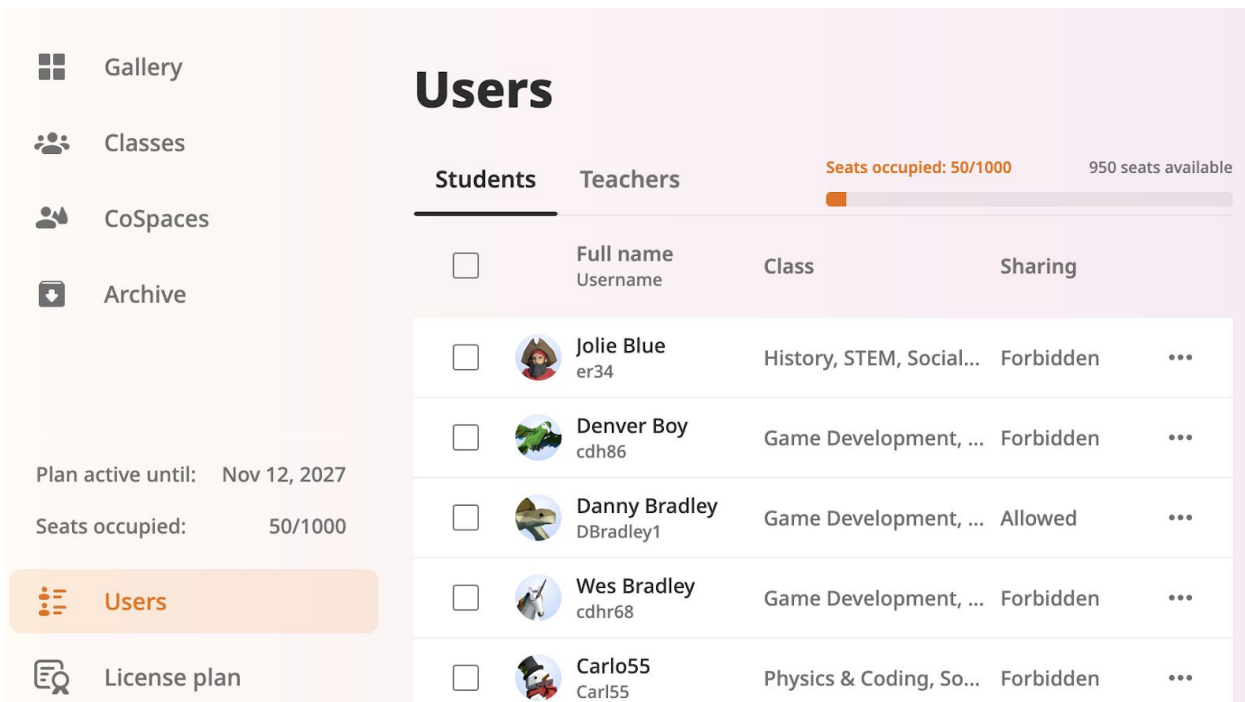 Gallery
Classes
CoSpaces
Archive
Plan active until: Nov 12, 2027
Seats occupied: 50/1000
Users
License plan
Users
Students Teachers
Seats occupied: 50/1000 950 seats available
Full name
Username
Class
Sharing
Jolie Blue
er34
History, STEM, Social... Forbidden
Denver Boy
cdh86
Game Development, ... Forbidden
Danny Bradley
DBradley1
Game Development, ... Allowed
Wes Bradley
cdhr68
Game Development, ... Forbidden
Carlo55
Carl55
Physics & Coding, So... Forbidden